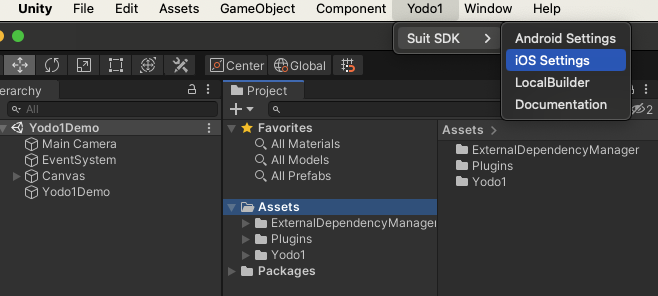 Unity File Edit Assets GameObject Component Yodo1 Window Help
Suit SDK
Android Settings
iOS Settings
LocalBuilder
Documentation
Center Global
erarchy
All
Yodo1Demo
Main Camera
EventSystem
Canvas
Yodo1Demo
Project
2
Favorites
All Materials
All Models
All Prefabs
Assets
ExternalDependencyManager
Plugins
Yodo1
Packages
Assets
ExternalDependencyManager
Plugins
Yodo1